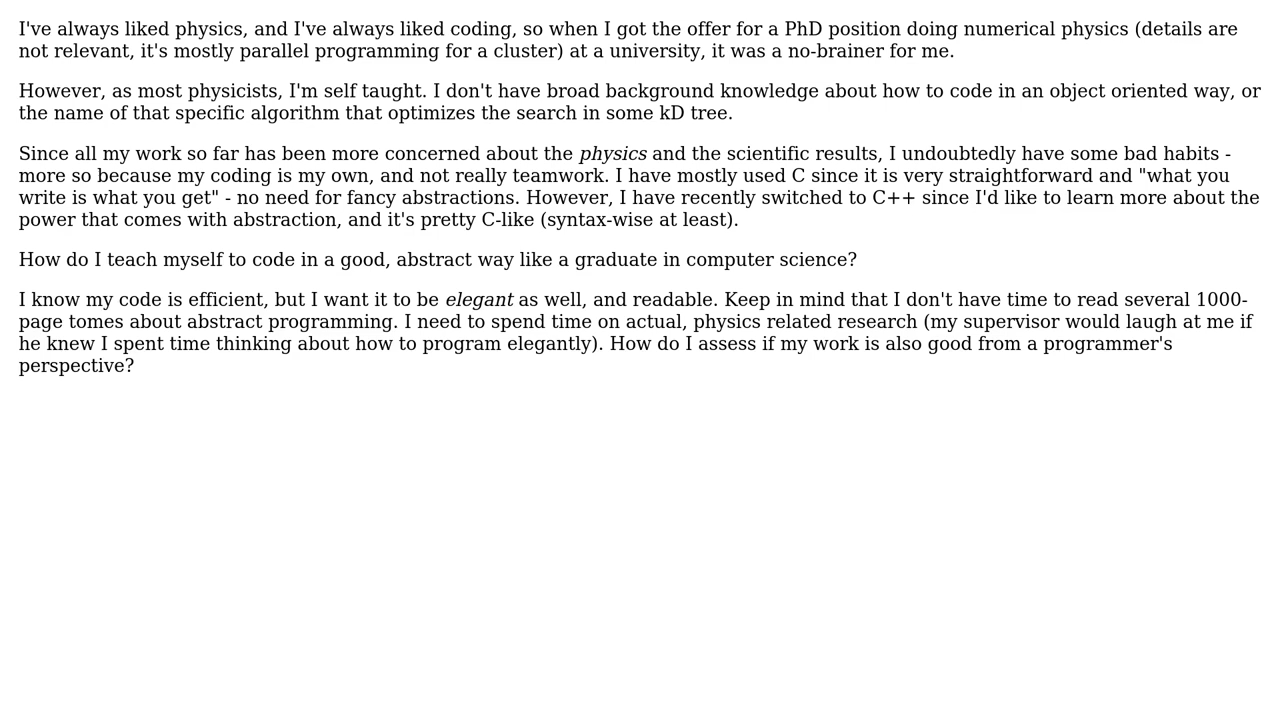 I've always liked physics, and I've always liked coding, so when I got the offer for a PhD position doing numerical physics (details are
not relevant, it's mostly parallel programming for a cluster) at a university, it was a no-brainer for me.
However, as most physicists, I'm self taught. I don't have broad background knowledge about how to code in an object oriented way, or
the name of that specific algorithm that optimizes the search in some kD tree.
Since all my work so far has been more concerned about the physics and the scientific results, I undoubtedly have some bad habits -
more so because my coding is my own, and not really teamwork. I have mostly used C since it is very straightforward and "what you
write is what you get" - no need for fancy abstractions. However, I have recently switched to C++ since I'd like to learn more about the
power that comes with abstraction, and it's pretty C-like (syntax-wise at least).
How do I teach myself to code in a good, abstract way like a graduate in computer science?
I know my code is efficient, but I want it to be elegant as well, and readable. Keep in mind that I don't have time to read several 1000-
page tomes about abstract programming. I need to spend time on actual, physics related research (my supervisor would laugh at me if
he knew I spent time thinking about how to program elegantly). How do I assess if my work is also good from a programmer's
perspective?